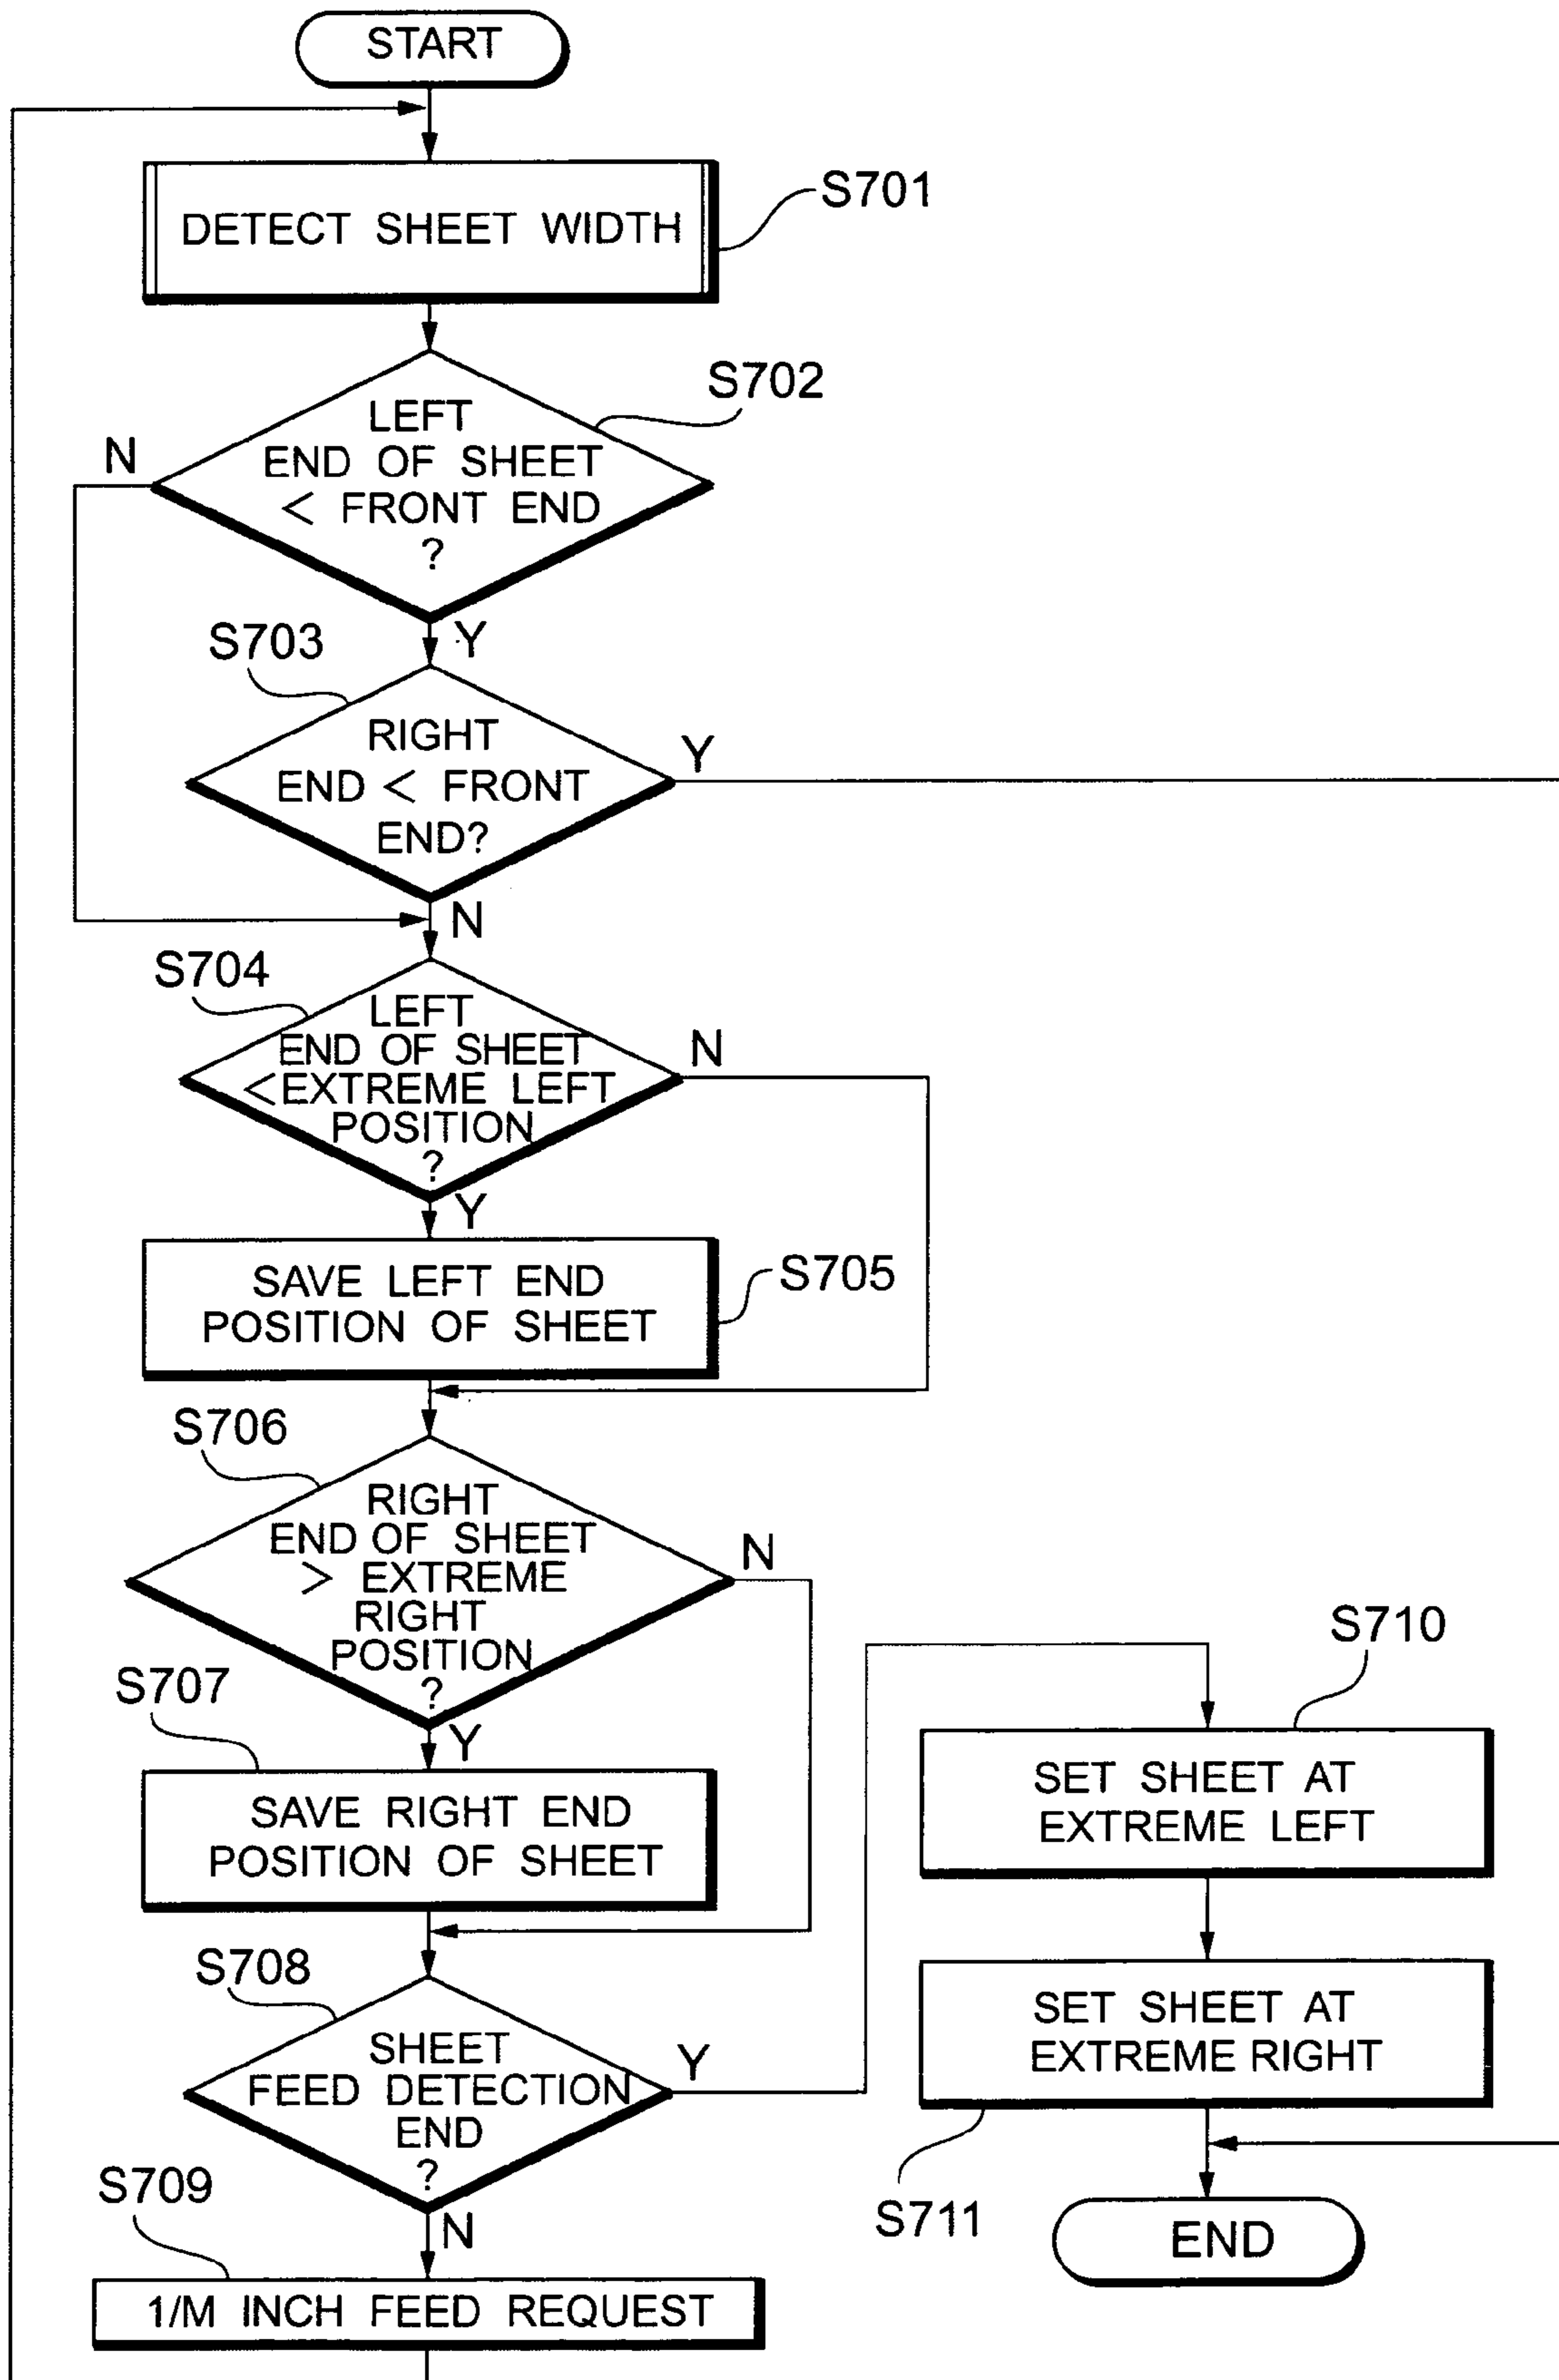 START
DETECT SHEET WIDTH
S701
LEFT
END OF SHEET
< FRONT END
?
S702
N
Y
S703
RIGHT
END < FRONT
END?
Y
N
S704
LEFT
END OF SHEET
<EXTREME LEFT
POSITION
?
N
Y
SAVE LEFT END
POSITION OF SHEET
S705
S706
RIGHT
END OF SHEET
> EXTREME
RIGHT
POSITION
?
N
Y
S707
SAVE RIGHT END
POSITION OF SHEET
S708
SHEET
FEED DETECTION
END
?
Y
N
S709
1/M INCH FEED REQUEST
S710
SET SHEET AT
EXTREME LEFT
SET SHEET AT
EXTREME RIGHT
S711
END